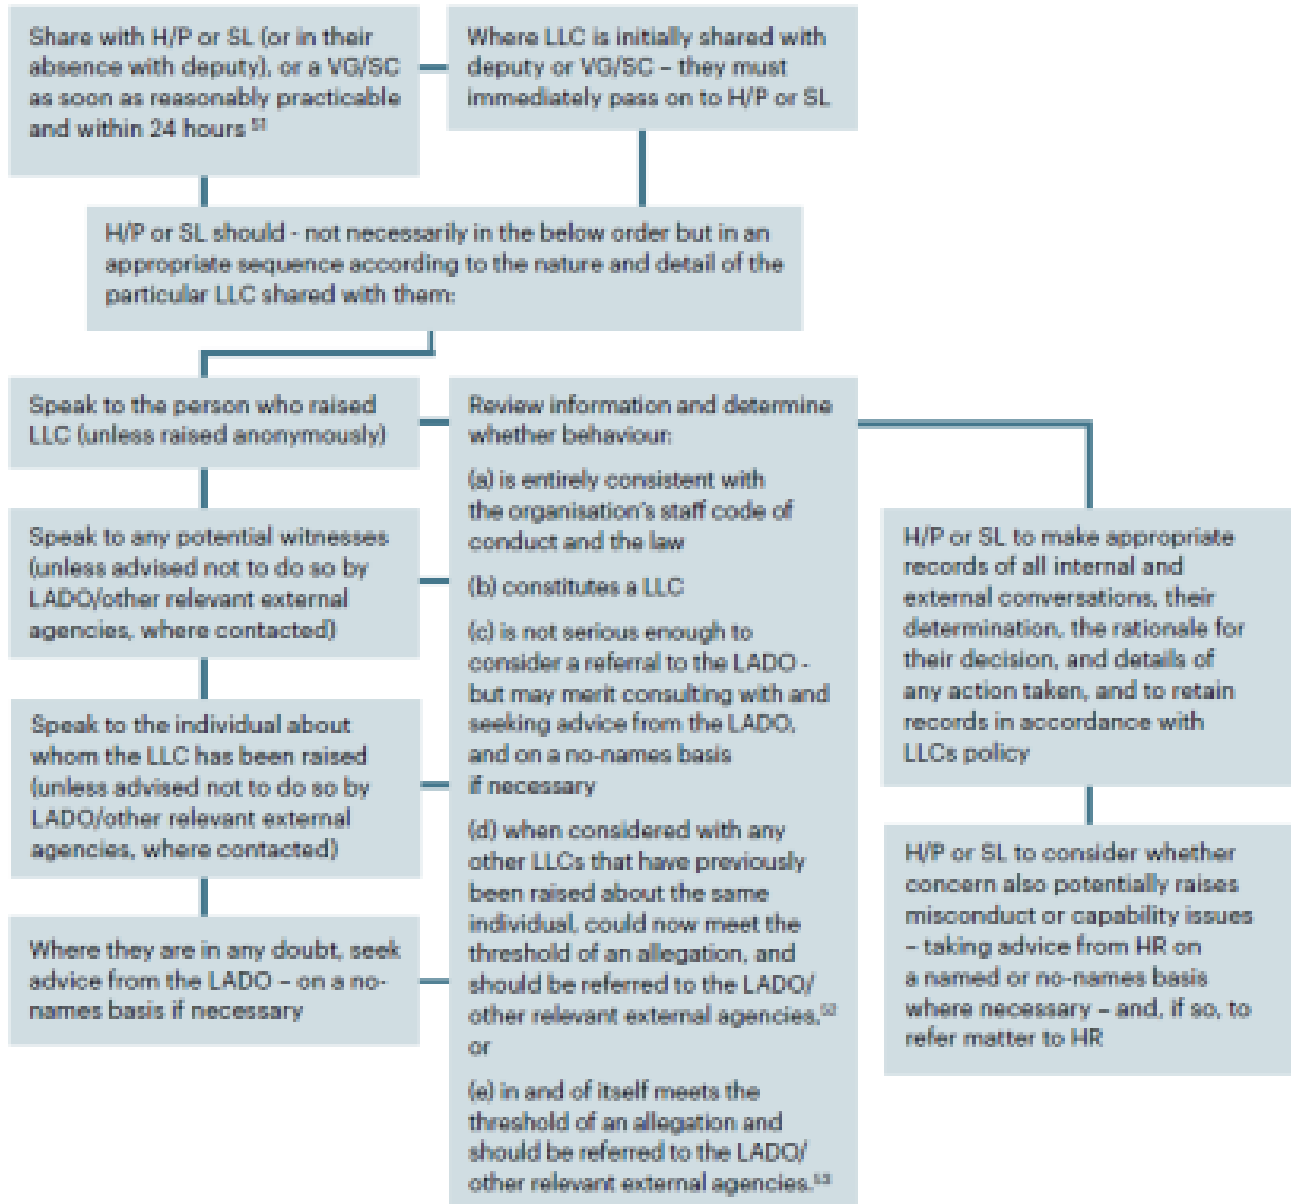 Share with H/P or SL (or in their
absence with deputy), or a VG/SC
as soon as reasonably practicable
and within 24 hours 51
Where LLC is initially shared with
deputy or VG/SC – they must
immediately pass on to H/P or SL
H/P or SL should - not necessarily in the below order but in an
appropriate sequence according to the nature and detail of the
particular LLC shared with them:
Speak to the person who raised
LLC (unless raised anonymously)
Speak to any potential witnesses
(unless advised not to do so by
LADO/other relevant external
agencies, where contacted)
Speak to the individual about
whom the LLC has been raised
(unless advised not to do so by
LADO/other relevant external
agencies, where contacted)
Where they are in any doubt, seek
advice from the LADO – on a no-
names basis if necessary
Review information and determine
whether behaviour:
(a) is entirely consistent with
the organisation's staff code of
conduct and the law
(b) constitutes a LLC
(c) is not serious enough to
consider a referral to the LADO -
but may merit consulting with and
seeking advice from the LADO,
and on a no-names basis
if necessary
(d) when considered with any
other LLCs that have previously
been raised about the same
individual, could now meet the
threshold of an allegation, and
should be referred to the LADO/
other relevant external agencies,52
or
(e) in and of itself meets the
threshold of an allegation and
should be referred to the LADO/
other relevant external agencies.53
H/P or SL to make appropriate
records of all internal and
external conversations, their
determination, the rationale for
their decision, and details of
any action taken, and to retain
records in accordance with
LLCs policy
H/P or SL to consider whether
concern also potentially raises
misconduct or capability issues
– taking advice from HR on
a named or no-names basis
where necessary – and, if so, to
refer matter to HR